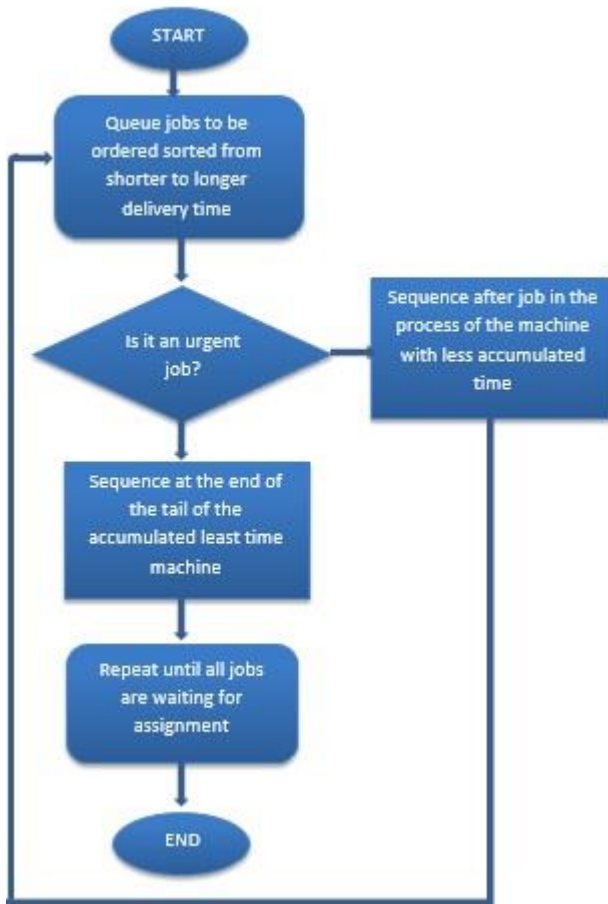 START
Queue jobs to be
ordered sorted from
shorter to longer
delivery time
Is it an urgent
job?
Sequence after job in the
process of the machine
with less accumulated
time
Sequence at the end of
the tail of the
accumulated least time
machine
Repeat until all jobs
are waiting for
assignment
END